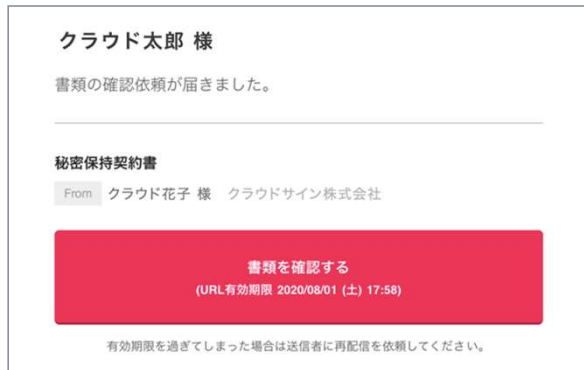 クラウド太郎 様
書類の確認依頼が届きました。
秘密保持契約書
From クラウド花子 様 クラウドサイン株式会社
書類を確認する
(URL有効期限 2020/08/01 (土) 17:58)
有効期限を過ぎてしまった場合は送信者に再配信を依頼してください。